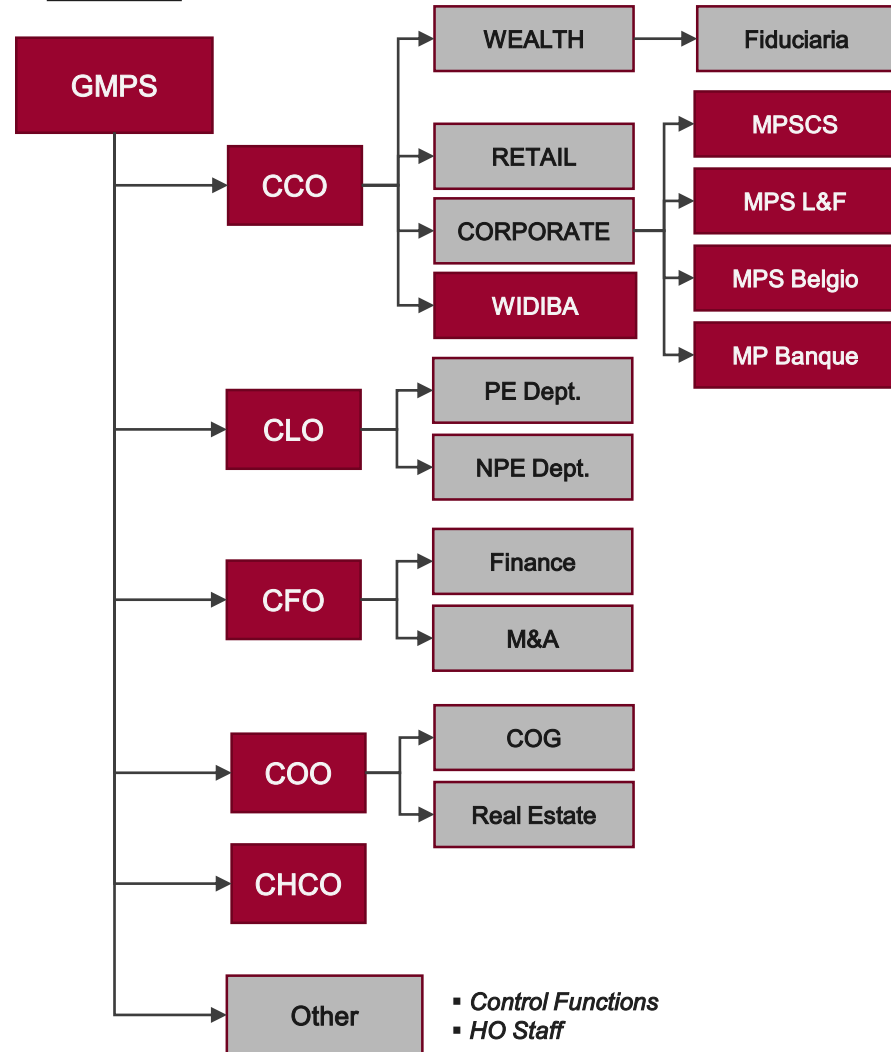 GMPS
CCO
WEALTH
Fiduciaria
RETAIL
CORPORATE
MPSCS
MPS L&F
MPS Belgio
MP Banque
WIDIBA
CLO
PE Dept.
NPE Dept.
CFO
Finance
M&A
COO
COG
Real Estate
CHCO
Other
▪ Control Functions
▪ HO Staff